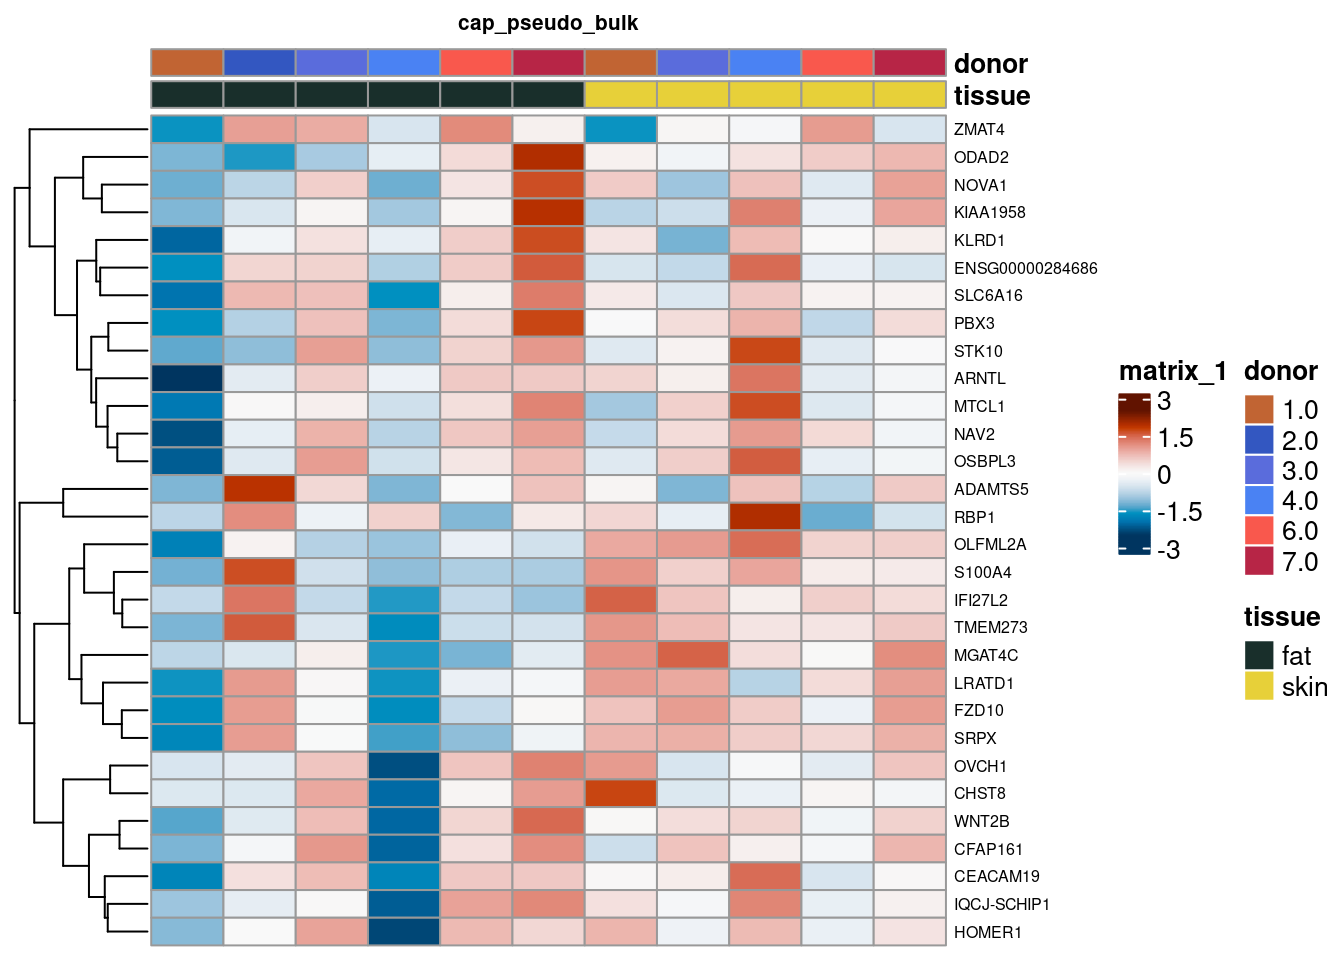 cap_pseudo_bulk
donor
tissue
ZMAT4
ODAD2
NOVA1
KIAA1958
KLRD1
ENSG00000284686
SLC6A16
PBX3
STK10
ARNTL
MTCL1
NAV2
OSBPL3
ADAMTS5
RBP1
OLFML2A
S100A4
IFI27L2
TMEM273
MGAT4C
LRATD1
FZD10
SRPX
OVCH1
CHST8
WNT2B
CFAP161
CEACAM19
IQCJ-SCHIP1
HOMER1
matrix_1
3
1.5
0
-1.5
-3
donor
1.0
2.0
3.0
4.0
6.0
7.0
tissue
fat
skin